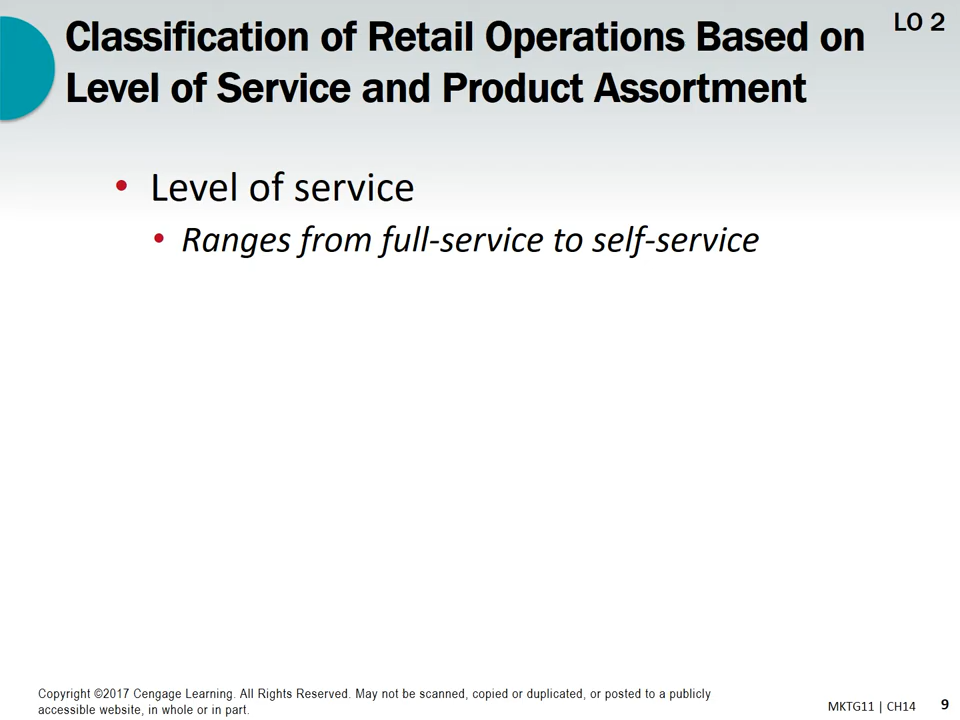 LO 2
Classification of Retail Operations Based on
Level of Service and Product Assortment
• Level of service
• Ranges from full-service to self-service
Copyright ©2017 Cengage Learning. All Rights Reserved. May not be scanned, copied or duplicated, or posted to a publicly
accessible website, in whole or in part.
MKTG11 | CH14 9